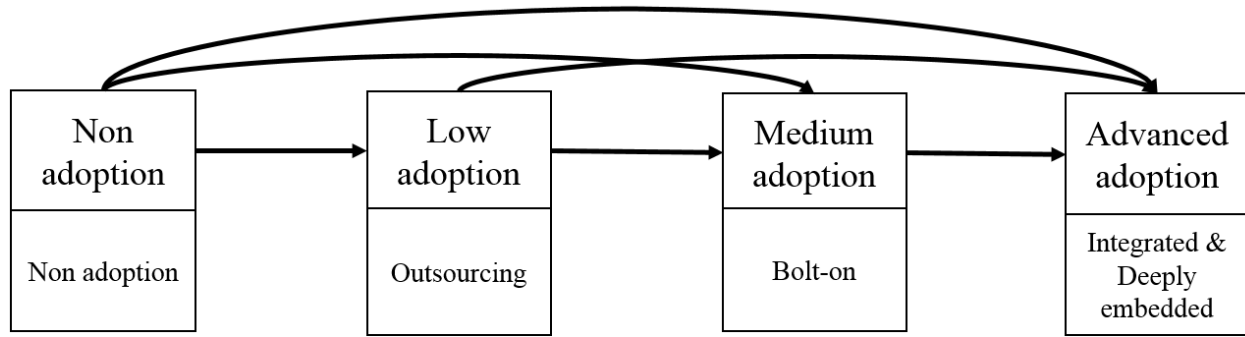 Non
adoption
Non adoption
Low
adoption
Outsourcing
Medium
adoption
Bolt-on
Advanced
adoption
Integrated &
Deeply
embedded